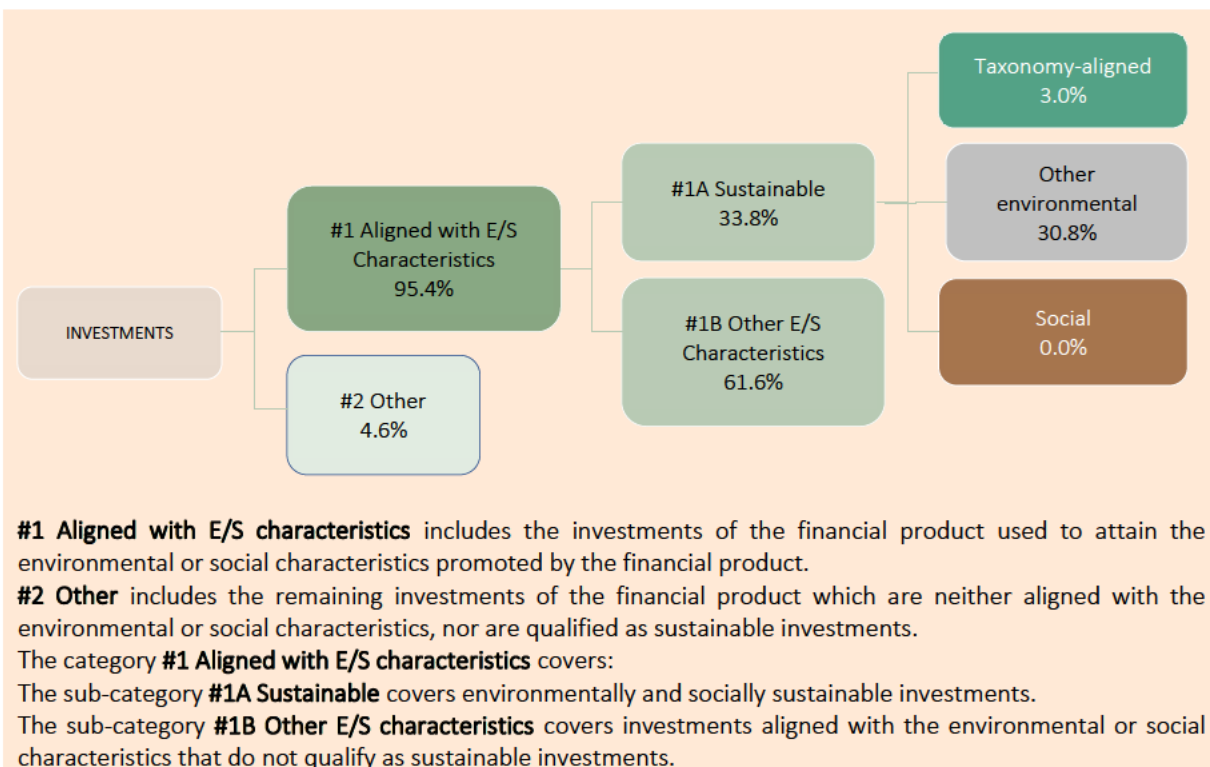 Taxonomy-aligned
3.0%
Other
environmental
30.8%
#1A Sustainable
33.8%
#1 Aligned with E/S
Characteristics
95.4%
Social
0.0%
#1B Other E/S
Characteristics
61.6%
INVESTMENTS
#2 Other
4.6%
#1 Aligned with E/S characteristics includes the investments of the financial product used to attain the
environmental or social characteristics promoted by the financial product.
#2 Other includes the remaining investments of the financial product which are neither aligned with the
environmental or social characteristics, nor are qualified as sustainable investments.
The category #1 Aligned with E/S characteristics covers:
The sub-category #1A Sustainable covers environmentally and socially sustainable investments.
The sub-category #1B Other E/S characteristics covers investments aligned with the environmental or social
characteristics that do not qualify as sustainable investments.